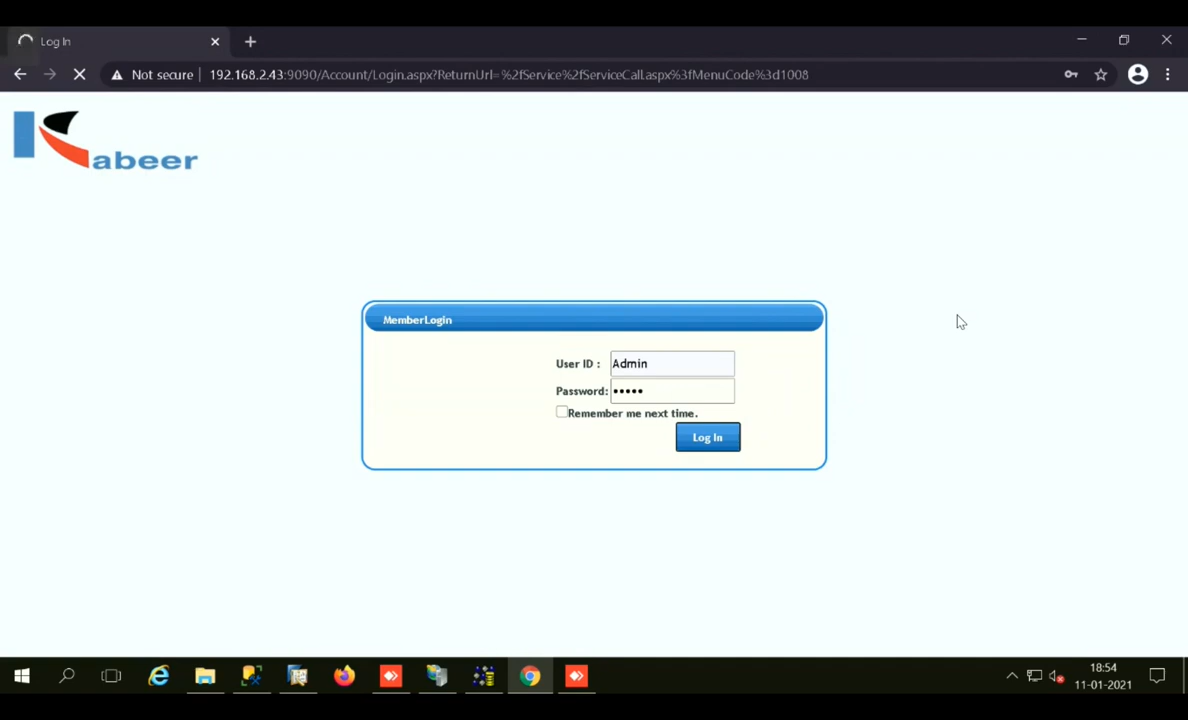 Log In
Not secure
192.168.2.43:9090/Account/Login.aspx?ReturnUrl=%2fService%2fServiceCall.aspx%3fMenuCode%3d1008
Kabeer
MemberLogin
User ID : Admin
Password: •••••
Remember me next time.
Log In
18:54
11-01-2021